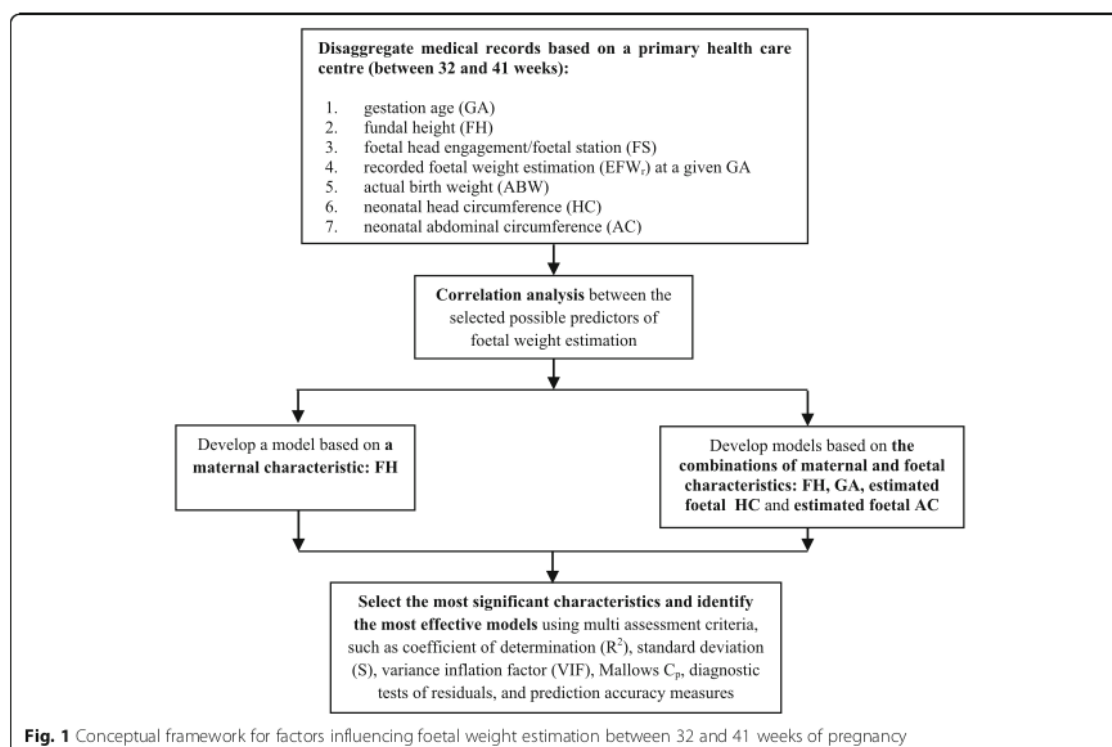 Disaggregate medical records based on a primary health care
centre (between 32 and 41 weeks):
1. gestation age (GA)
2. fundal height (FH)
3. foetal head engagement/foetal station (FS)
4. recorded foetal weight estimation (EFWr) at a given GA
5. actual birth weight (ABW)
6. neonatal head circumference (HC)
7. neonatal abdominal circumference (AC)
Correlation analysis between the
selected possible predictors of
foetal weight estimation
Develop a model based on a
maternal characteristic: FH
Develop models based on the
combinations of maternal and foetal
characteristics: FH, GA, estimated
foetal HC and estimated foetal AC
Select the most significant characteristics and identify
the most effective models using multi assessment criteria,
such as coefficient of determination (R²), standard deviation
(S), variance inflation factor (VIF), Mallows Cp, diagnostic
tests of residuals, and prediction accuracy measures
Fig. 1 Conceptual framework for factors influencing foetal weight estimation between 32 and 41 weeks of pregnancy